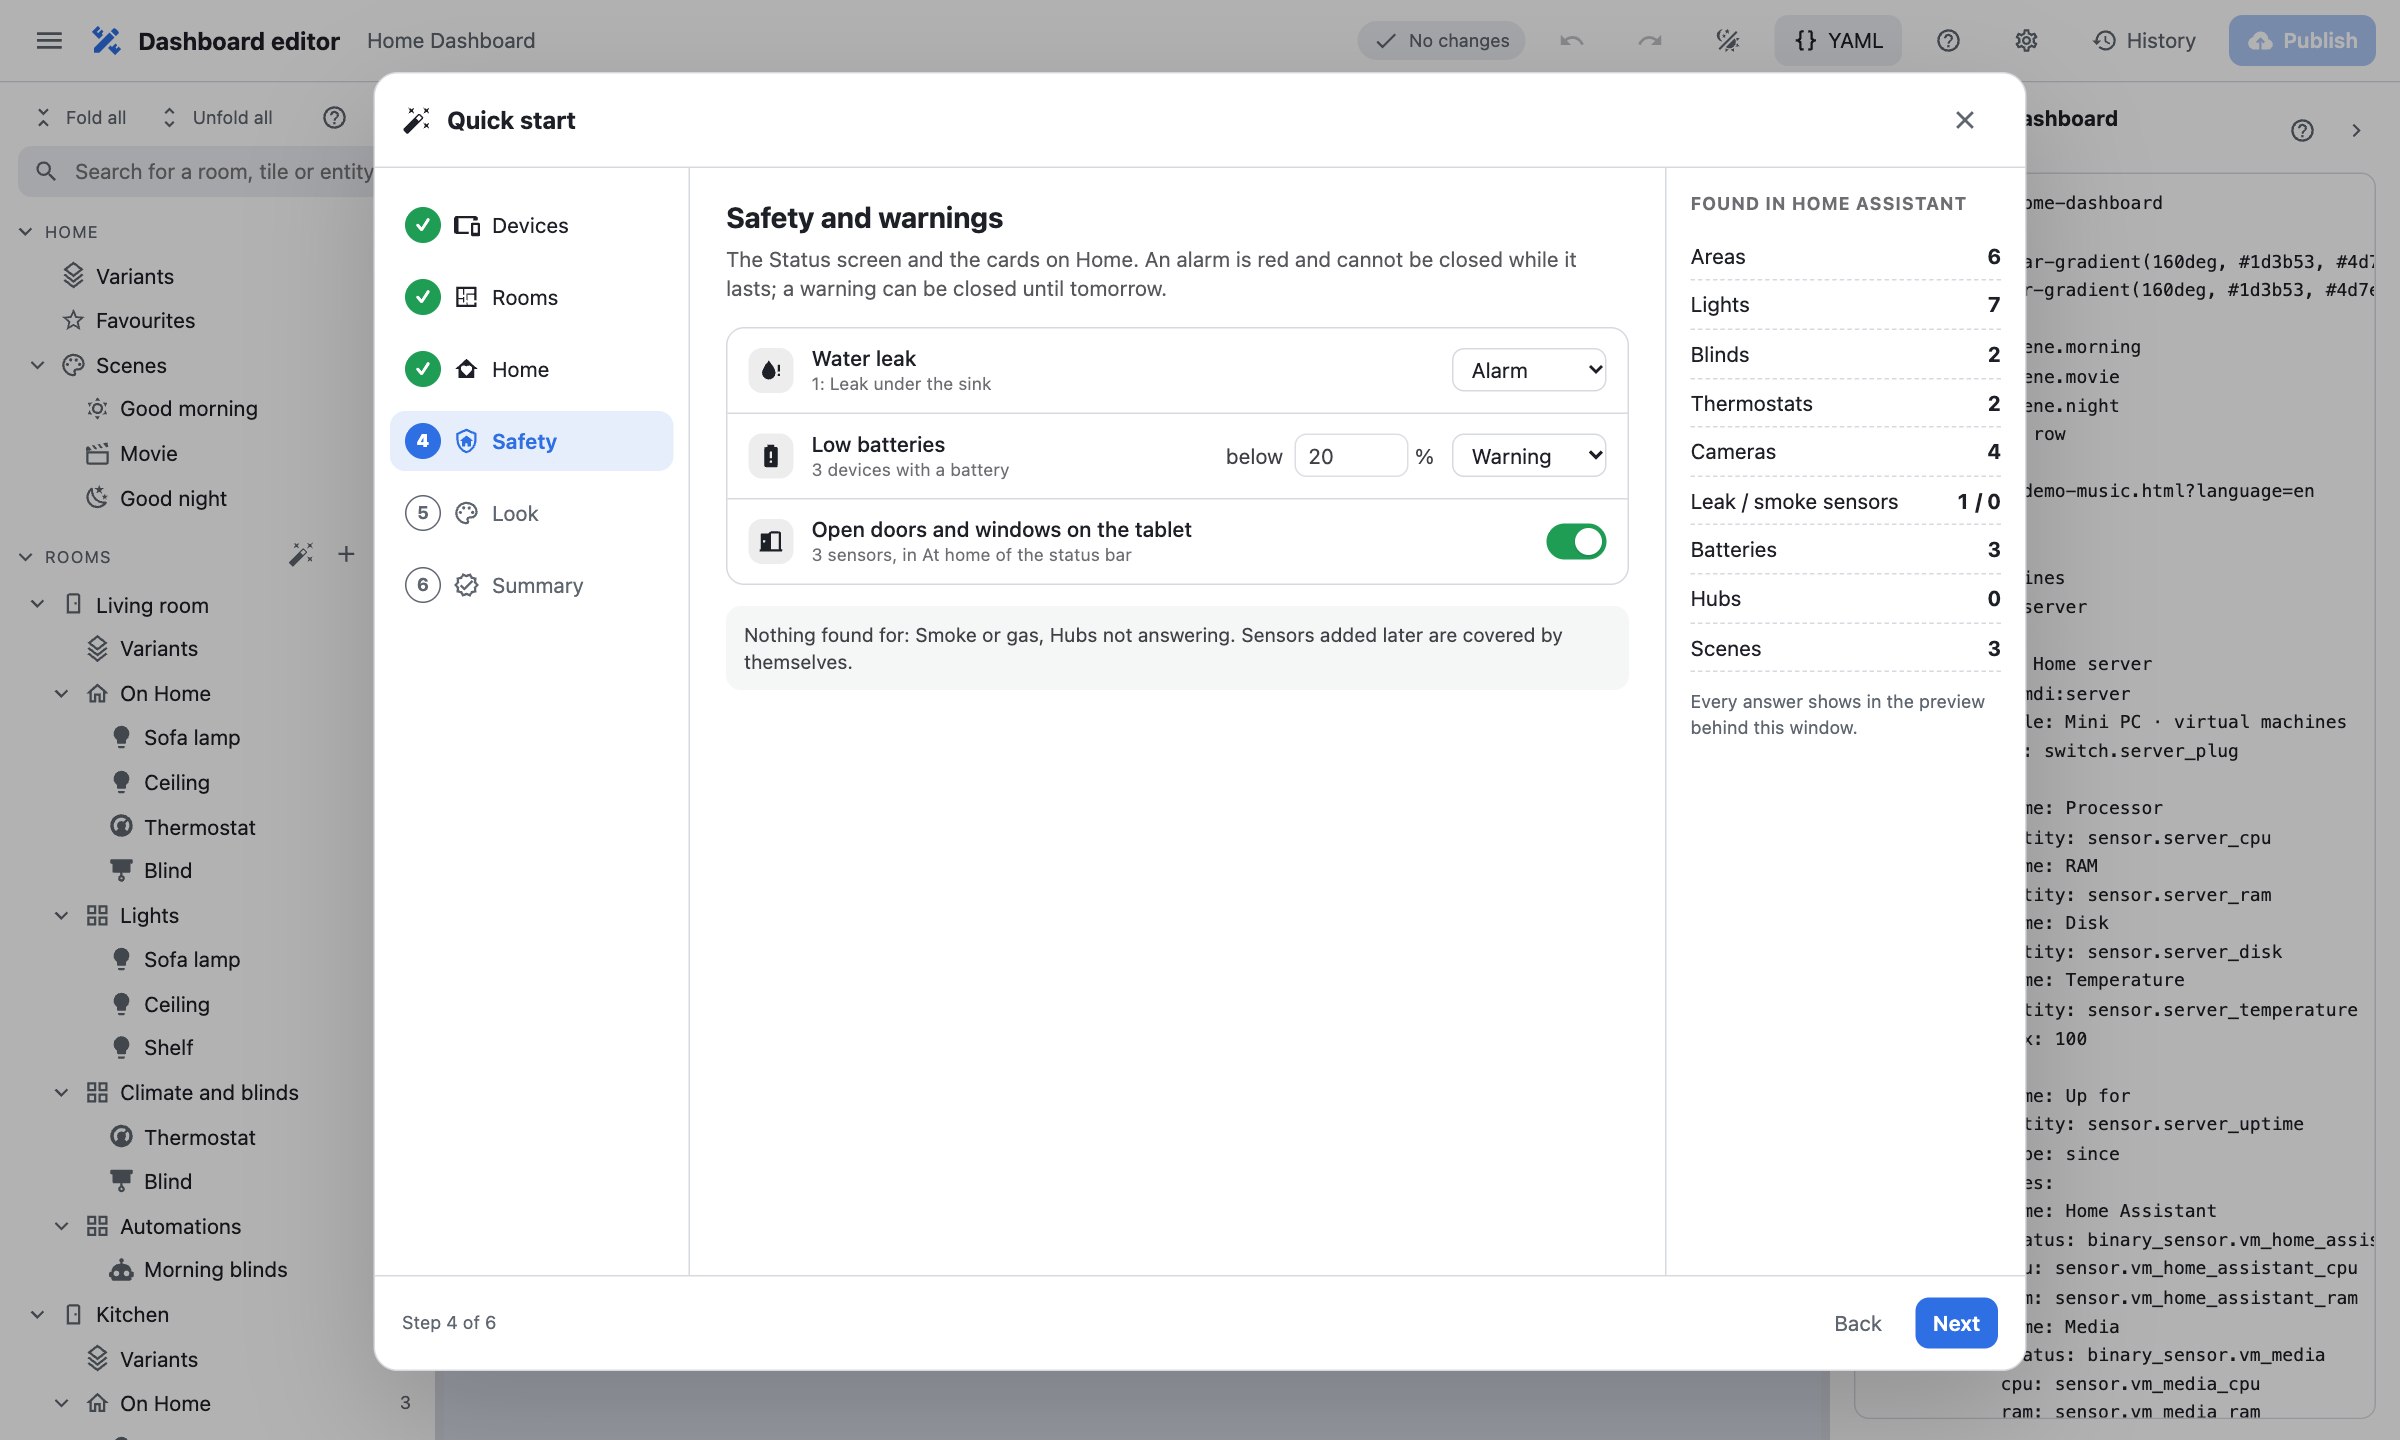 Dashboard editor
Home Dashboard
No changes
{} YAML
History
Publish
Fold all
Unfold all
Search for a room, tile or entity
HOME
Variants
Favourites
Scenes
Good morning
Movie
Good night
ROOMS
Living room
Variants
On Home
Sofa lamp
Ceiling
Thermostat
Blind
Lights
Sofa lamp
Ceiling
Shelf
Climate and blinds
Thermostat
Blind
Automations
Morning blinds
Kitchen
Variants
On Home 3
Quick start
Devices
Rooms
Home
4 Safety
5 Look
6 Summary
Safety and warnings
The Status screen and the cards on Home. An alarm is red and cannot be closed while it
lasts; a warning can be closed until tomorrow.
Water leak
1: Leak under the sink
Alarm
Low batteries
3 devices with a battery
below 20 % Warning
Open doors and windows on the tablet
3 sensors, in At home of the status bar
Nothing found for: Smoke or gas, Hubs not answering. Sensors added later are covered by
themselves.
FOUND IN HOME ASSISTANT
Areas 6
Lights 7
Blinds 2
Thermostats 2
Cameras 4
Leak / smoke sensors 1 / 0
Batteries 3
Hubs 0
Scenes 3
Every answer shows in the preview
behind this window.
Step 4 of 6
Back
Next
ashboard
ome-dashboard
ar-gradient(160deg, #1d3b53, #4d7
r-gradient(160deg, #1d3b53, #4d7e
ene.morning
ene.movie
ene.night
row
demo-music.html?language=en
ines
server
Home server
mdi:server
le: Mini PC · virtual machines
: switch.server_plug
me: Processor
tity: sensor.server_cpu
me: RAM
tity: sensor.server_ram
me: Disk
tity: sensor.server_disk
me: Temperature
tity: sensor.server_temperature
x: 100
me: Up for
tity: sensor.server_uptime
pe: since
es:
me: Home Assistant
atus: binary_sensor.vm_home_assis
u: sensor.vm_home_assistant_cpu
m: sensor.vm_home_assistant_ram
me: Media
atus: binary_sensor.vm_media
cpu: sensor.vm_media_cpu
ram: sensor.vm_media_ram